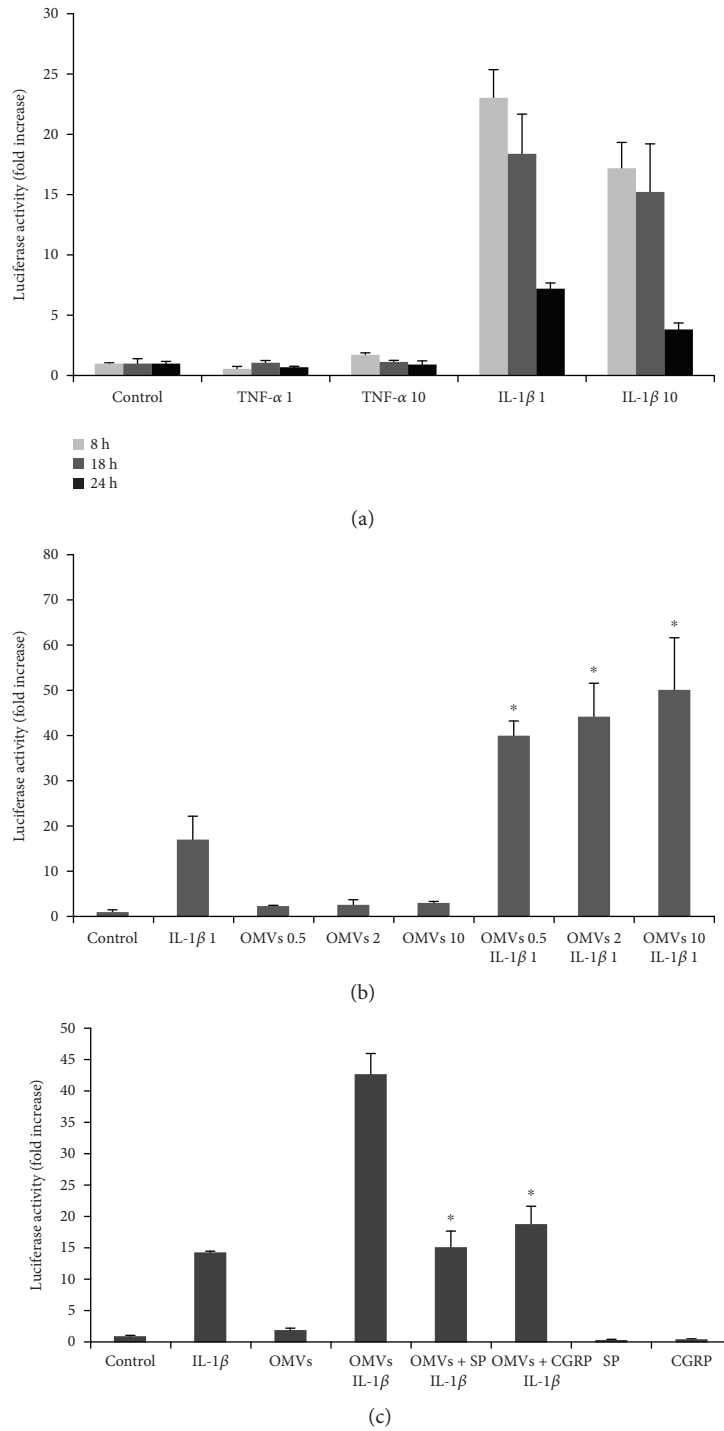 30
25
20
15
10
5
0
Luciferase activity (fold increase)
Control TNF-α 1 TNF-α 10 IL-1β 1 IL-1β 10
8 h
18 h
24 h
(a)
80
70
60
50
40
30
20
10
0
Luciferase activity (fold increase)
* * *
Control IL-1β 1 OMVs 0.5 OMVs 2 OMVs 10 OMVs 0.5 OMVs 2 OMVs 10
IL-1β 1 IL-1β 1 IL-1β 1
(b)
50
45
40
35
30
25
20
15
10
5
0
Luciferase activity (fold increase)
* *
Control IL-1β OMVs OMVs OMVs + SP OMVs + CGRP SP CGRP
IL-1β IL-1β IL-1β
(c)